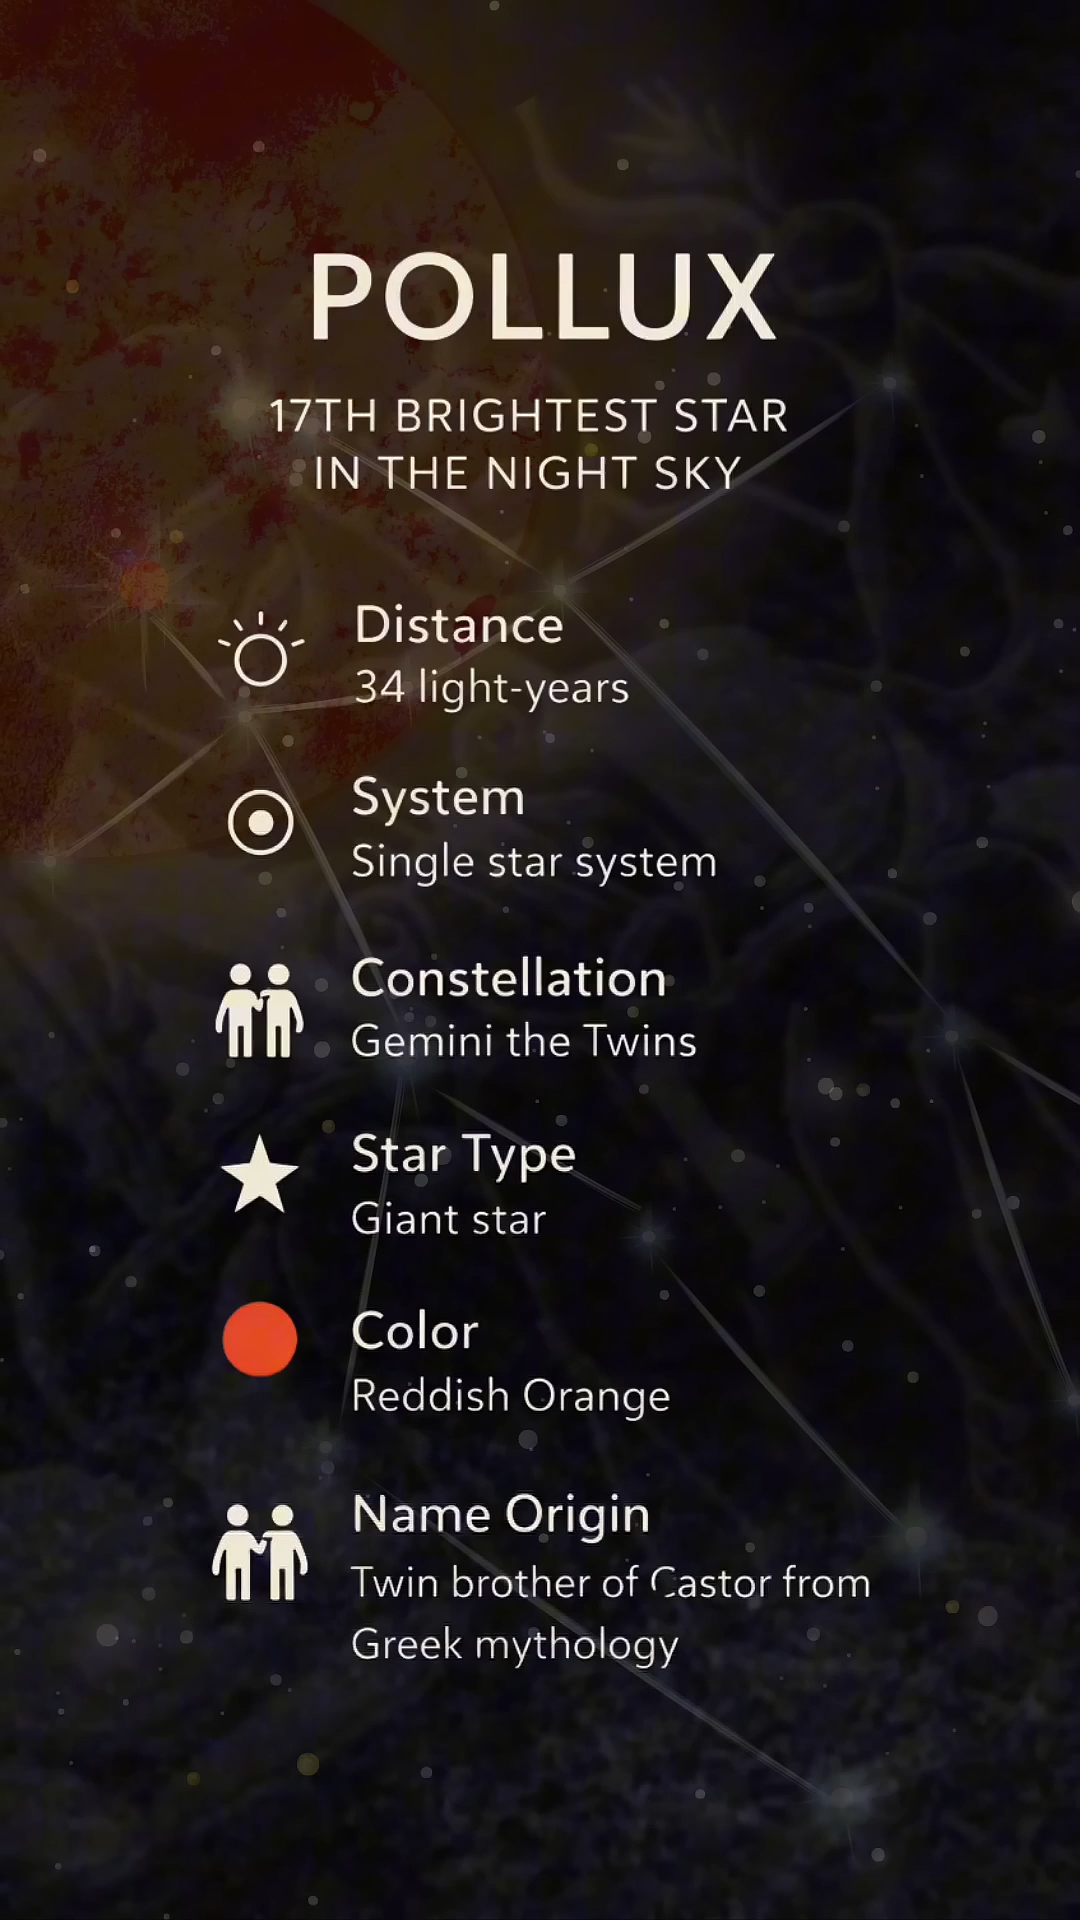 POLLUX
17TH BRIGHTEST STAR
IN THE NIGHT SKY
Distance
34 light-years
System
Single star system
Constellation
Gemini the Twins
Star Type
Giant star
Color
Reddish Orange
Name Origin
Twin brother of Castor from
Greek mythology